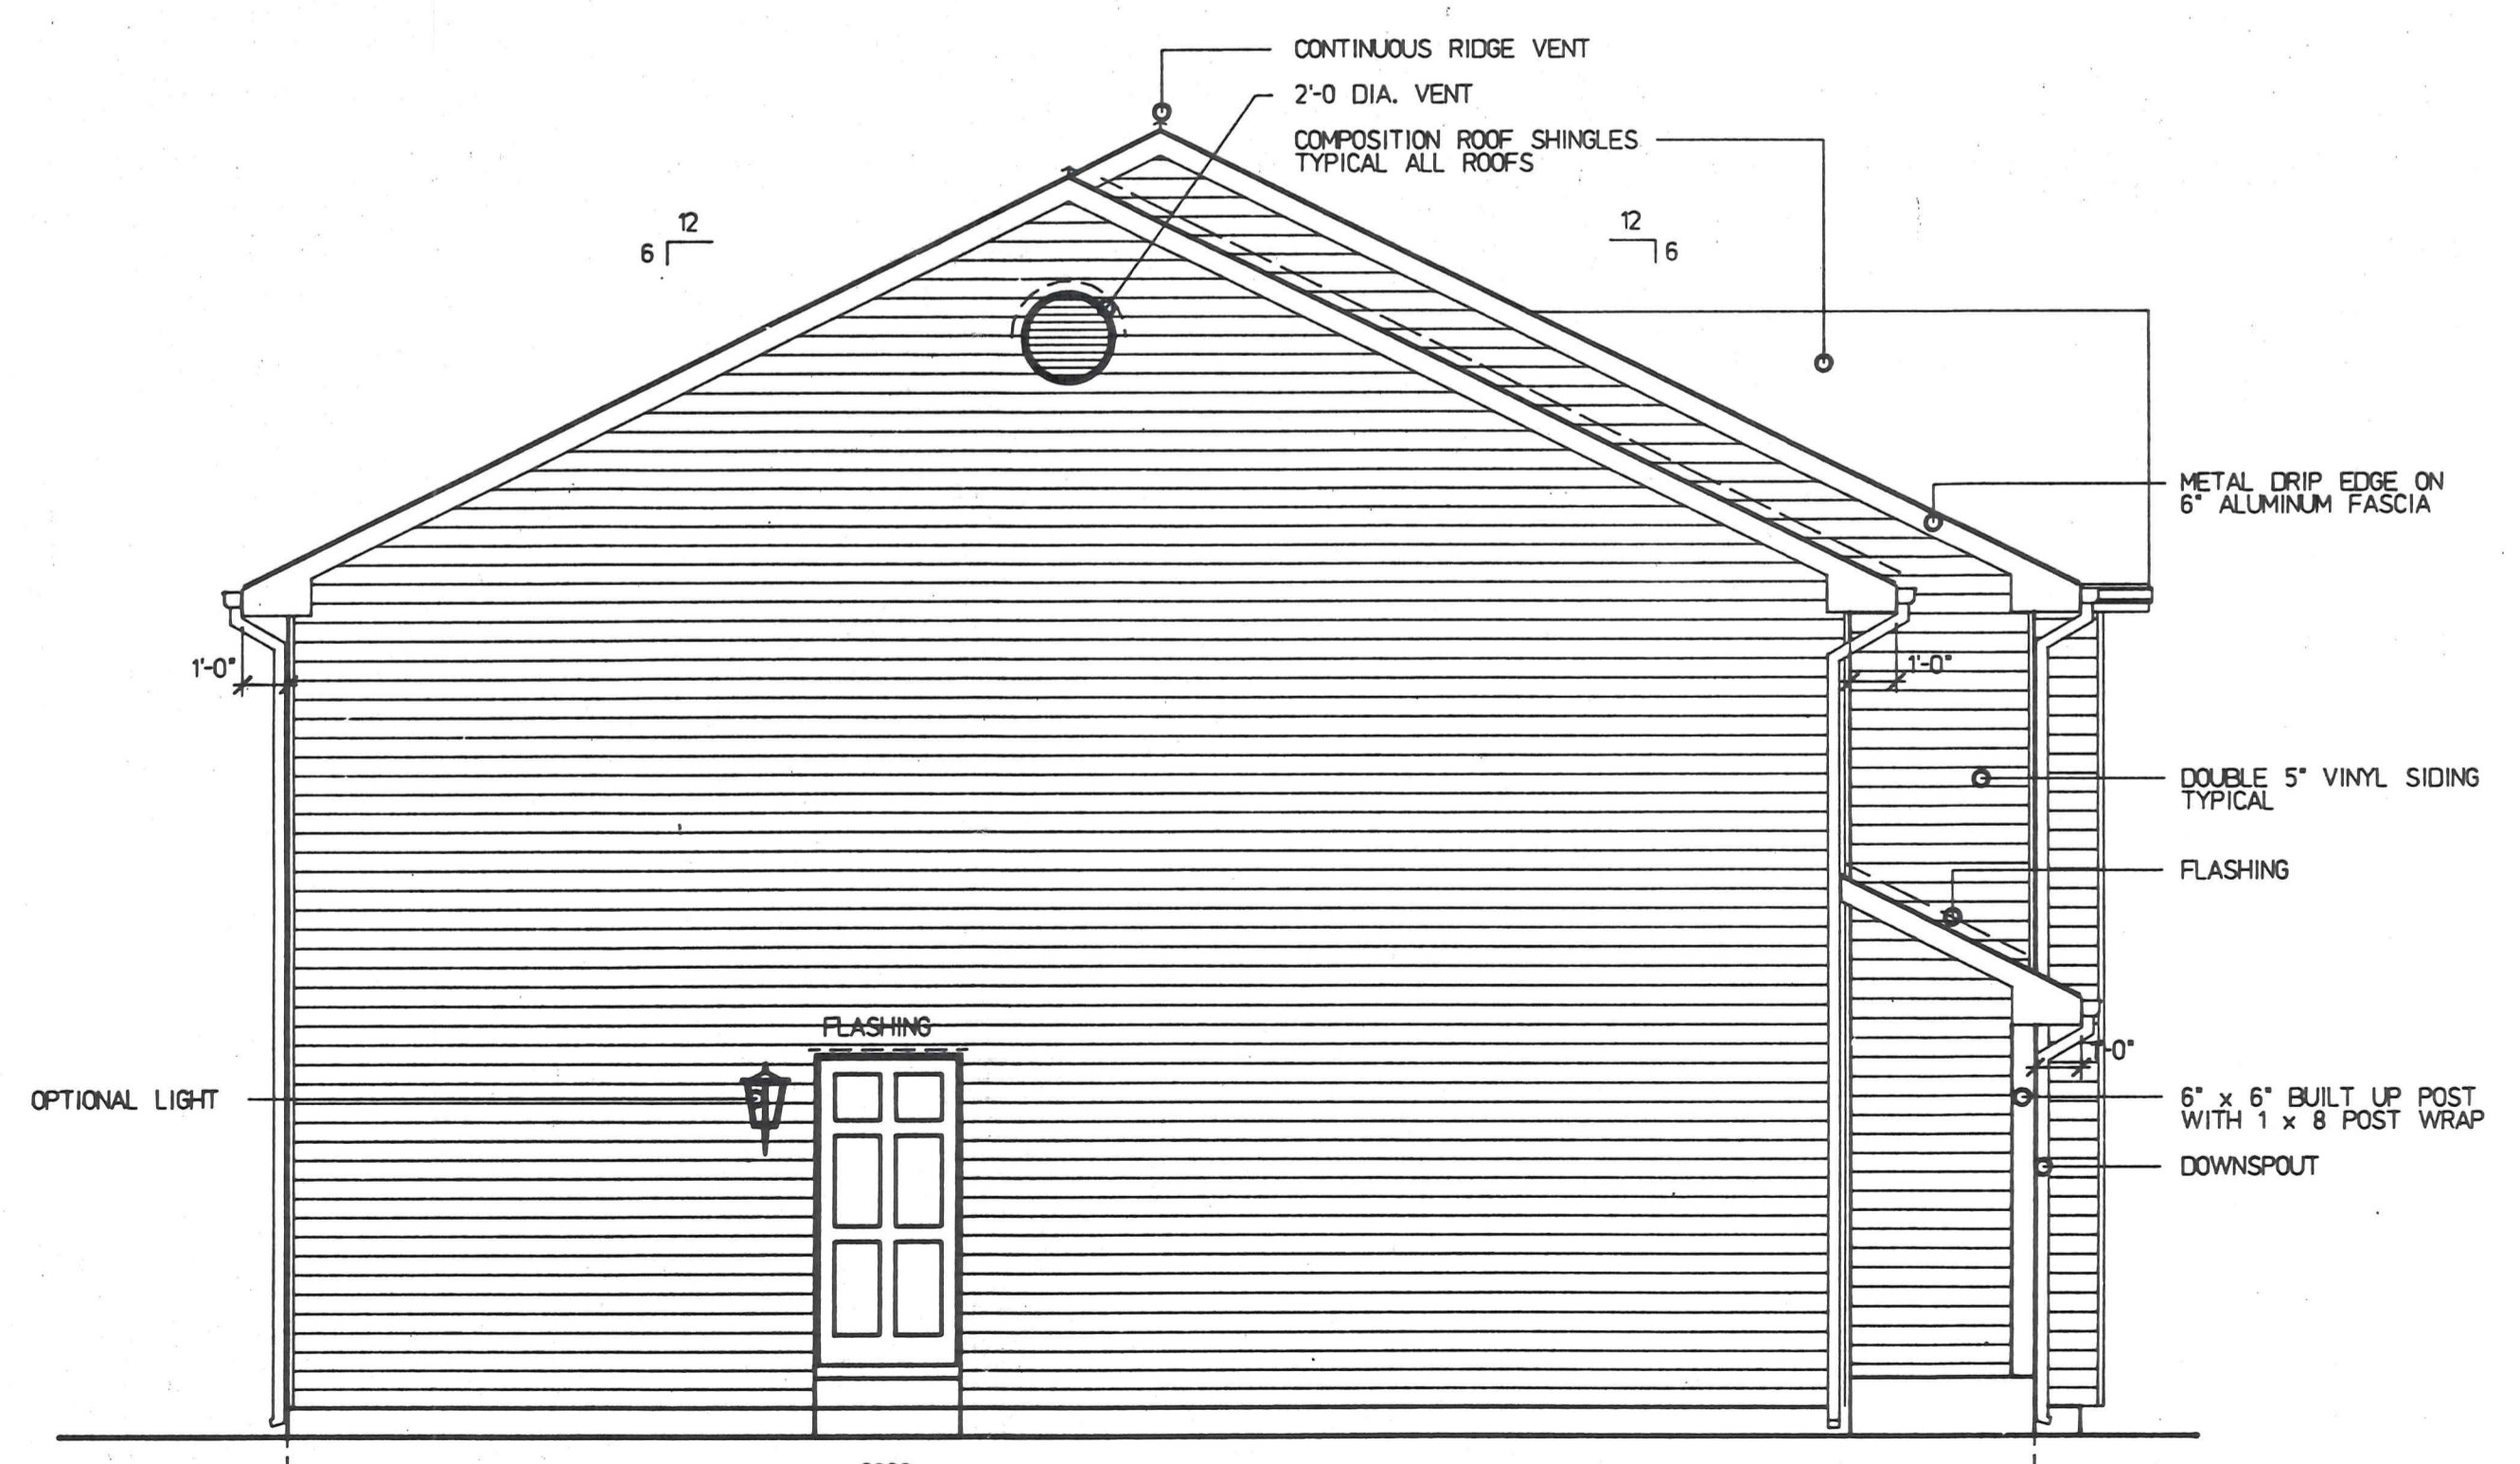 CONTINUOUS RIDGE VENT
2'-0 DIA. VENT
COMPOSITION ROOF SHINGLES
TYPICAL ALL ROOFS
12
6
12
6
METAL DRIP EDGE ON
6" ALUMINUM FASCIA
1'-0"
1'-0"
DOUBLE 5" VINYL SIDING
TYPICAL
FLASHING
FLASHING
1'-0"
OPTIONAL LIGHT
6" x 6" BUILT UP POST
WITH 1 x 8 POST WRAP
DOWNSPOUT